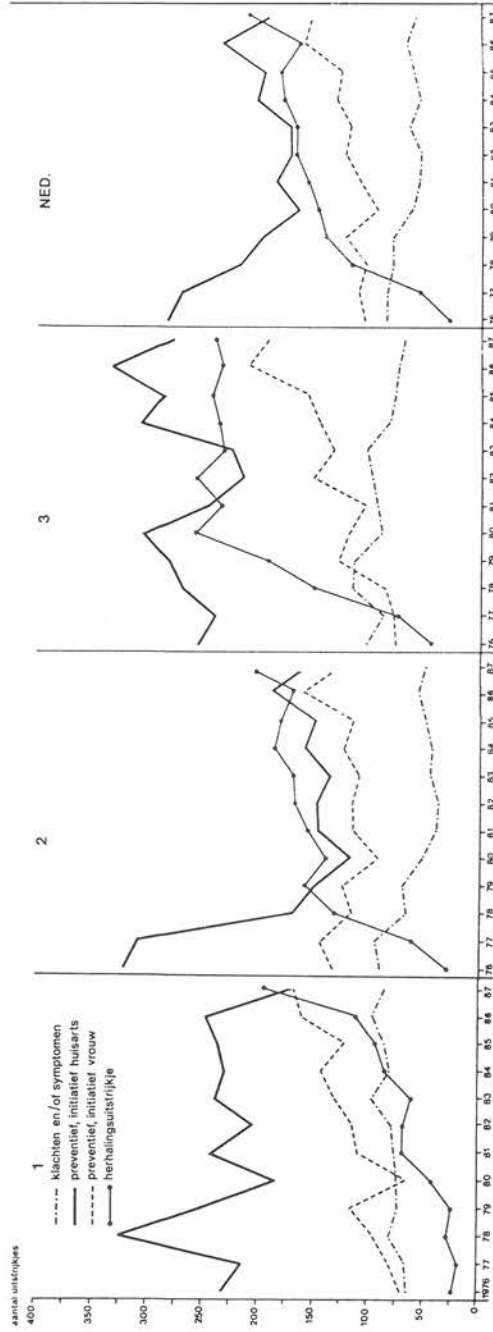 aantal uitstrijkjes
400
350
300
250
200
150
100
50
0
1
klachten en/of symptomen
preventief, initiatief huisarts
preventief, initiatief vrouw
herhalingsuitstrijkje
2
3
NED.
1976 77 78 79 80 81 82 83 84 85 86 87
76 77 78 79 80 81 82 83 84 85 86 87
76 77 78 79 80 81 82 83 84 85 86 87
76 77 78 79 80 81 82 83 84 85 86 87